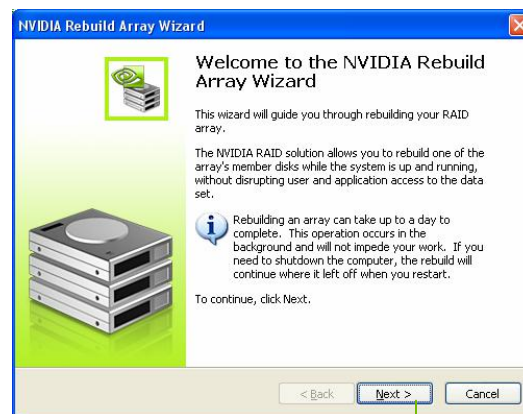 NVIDIA Rebuild Array Wizard
Welcome to the NVIDIA Rebuild
Array Wizard
This wizard will guide you through rebuilding your RAID
array.
The NVIDIA RAID solution allows you to rebuild one of the
array's member disks while the system is up and running,
without disrupting user and application access to the data
set.
Rebuilding an array can take up to a day to
complete. This operation occurs in the
background and will not impede your work. If you
need to shutdown the computer, the rebuild will
continue where it left off when you restart.
To continue, click Next.
< Back Next > Cancel